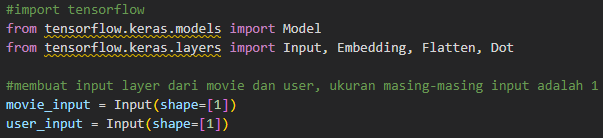 #import tensorflow
from tensorflow.keras.models import Model
from tensorflow.keras.layers import Input, Embedding, Flatten, Dot
#membuat input layer dari movie dan user, ukuran masing-masing input adalah 1
movie_input = Input(shape=[1])
user_input = Input(shape=[1])